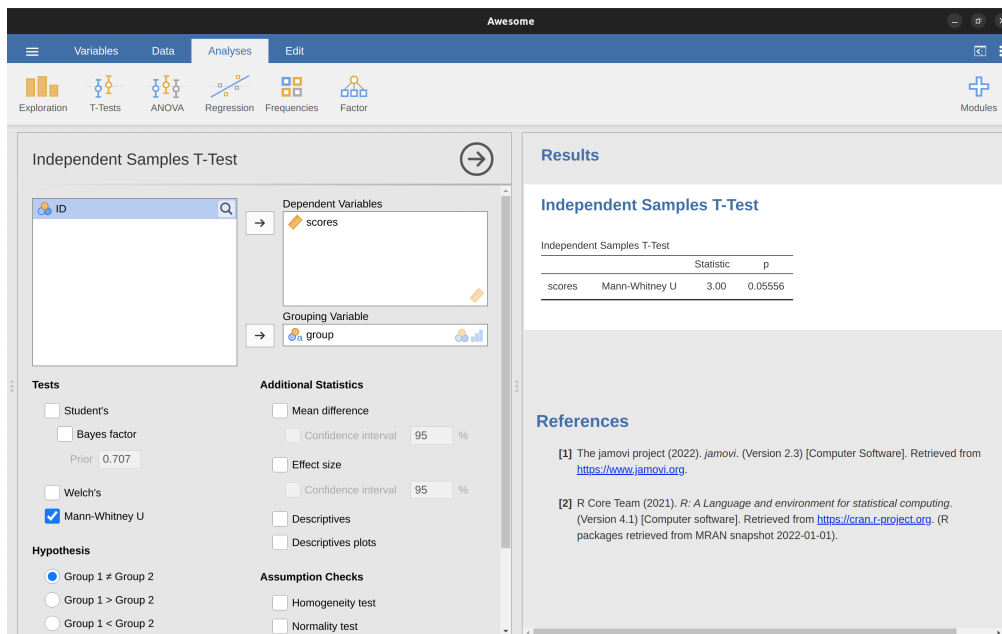 Awesome
Variables Data Analyses Edit
Exploration T-Tests ANOVA Regression Frequencies Factor Modules
Independent Samples T-Test
ID
Dependent Variables
scores
Grouping Variable
a group
Tests
Student's
Bayes factor
Prior 0.707
Welch's
Mann-Whitney U
Hypothesis
Group 1 ≠ Group 2
Group 1 > Group 2
Group 1 < Group 2
Additional Statistics
Mean difference
Confidence interval 95 %
Effect size
Confidence interval 95 %
Descriptives
Descriptives plots
Assumption Checks
Homogeneity test
Normality test
Results
Independent Samples T-Test
Independent Samples T-Test
Statistic p
scores Mann-Whitney U 3.00 0.05556
References
[1] The jamovi project (2022). jamovi. (Version 2.3) [Computer Software]. Retrieved from
https://www.jamovi.org.
[2] R Core Team (2021). R: A Language and environment for statistical computing.
(Version 4.1) [Computer software]. Retrieved from https://cran.r-project.org. (R
packages retrieved from MRAN snapshot 2022-01-01).